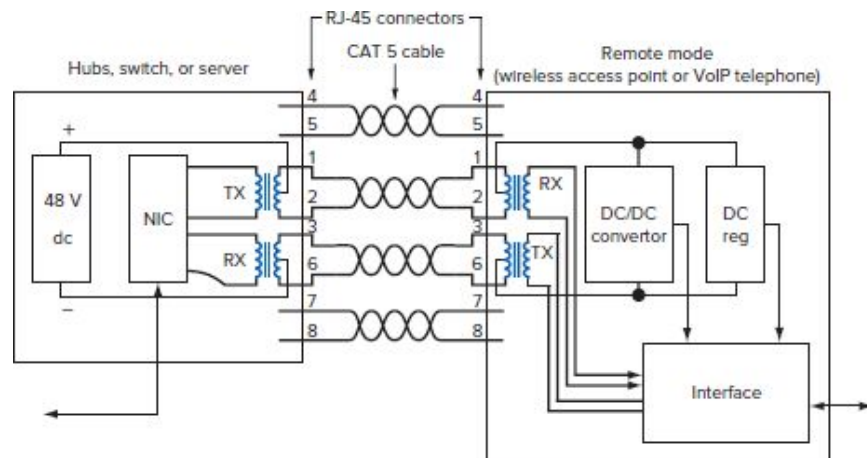 RJ-45 connectors
CAT 5 cable
Hubs, switch, or server
Remote mode
(wireless access point or VoIP telephone)
4
4
5
5
+
1
1
48 V
dc
NIC
TX
2
2
RX
DC/DC
convertor
DC
reg
3
3
RX
TX
6
6
–
7
7
8
8
Interface